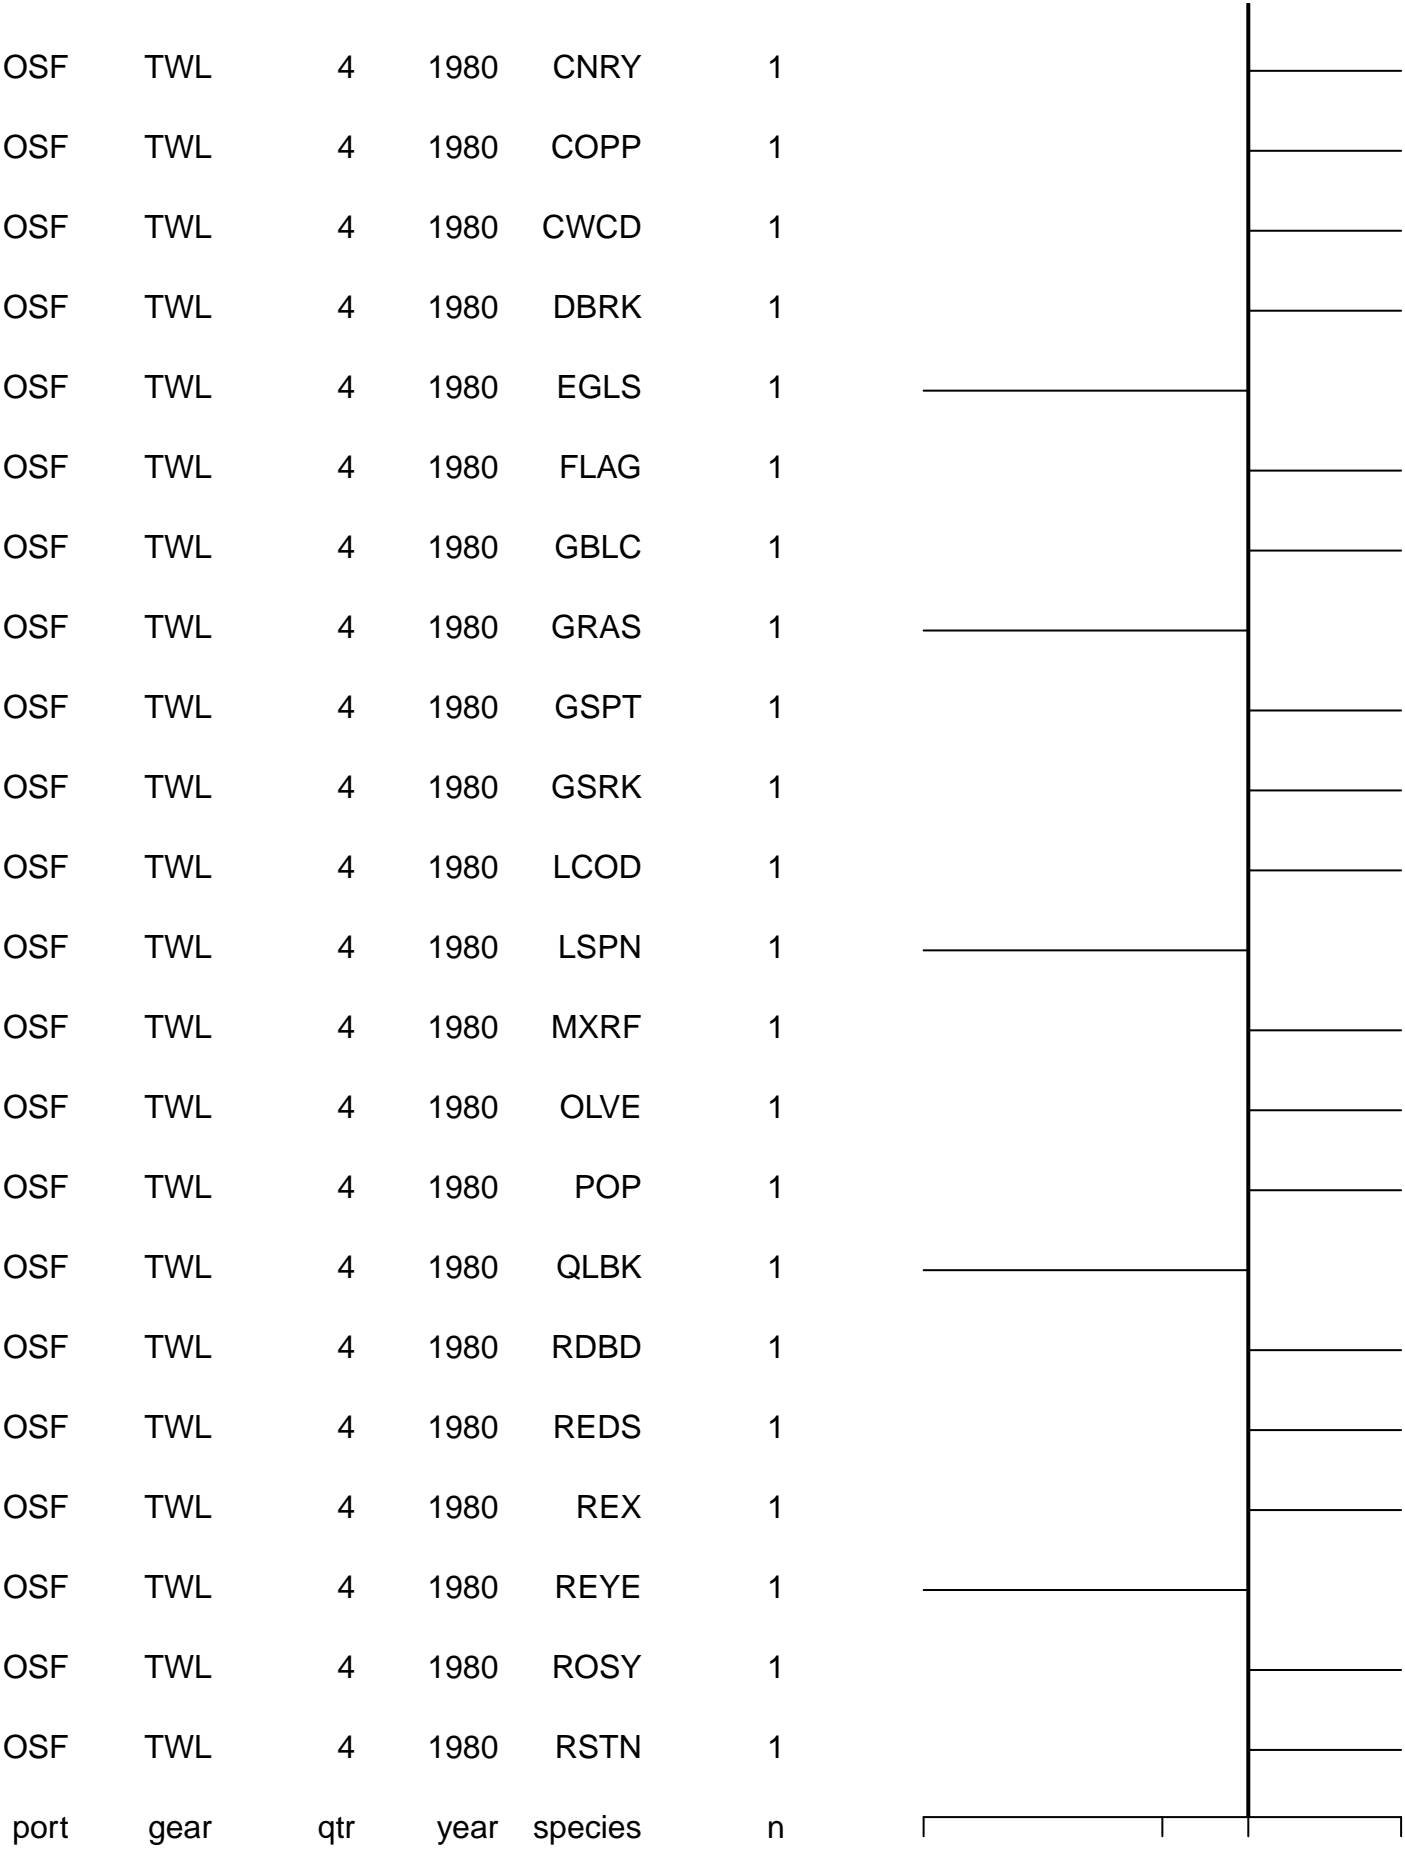 OSF TWL 4 1980 CNRY 1
OSF TWL 4 1980 COPP 1
OSF TWL 4 1980 CWCD 1
OSF TWL 4 1980 DBRK 1
OSF TWL 4 1980 EGLS 1
OSF TWL 4 1980 FLAG 1
OSF TWL 4 1980 GBLC 1
OSF TWL 4 1980 GRAS 1
OSF TWL 4 1980 GSPT 1
OSF TWL 4 1980 GSRK 1
OSF TWL 4 1980 LCOD 1
OSF TWL 4 1980 LSPN 1
OSF TWL 4 1980 MXRF 1
OSF TWL 4 1980 OLVE 1
OSF TWL 4 1980 POP 1
OSF TWL 4 1980 QLBK 1
OSF TWL 4 1980 RDBD 1
OSF TWL 4 1980 REDS 1
OSF TWL 4 1980 REX 1
OSF TWL 4 1980 REYE 1
OSF TWL 4 1980 ROSY 1
OSF TWL 4 1980 RSTN 1
port gear qtr year species n